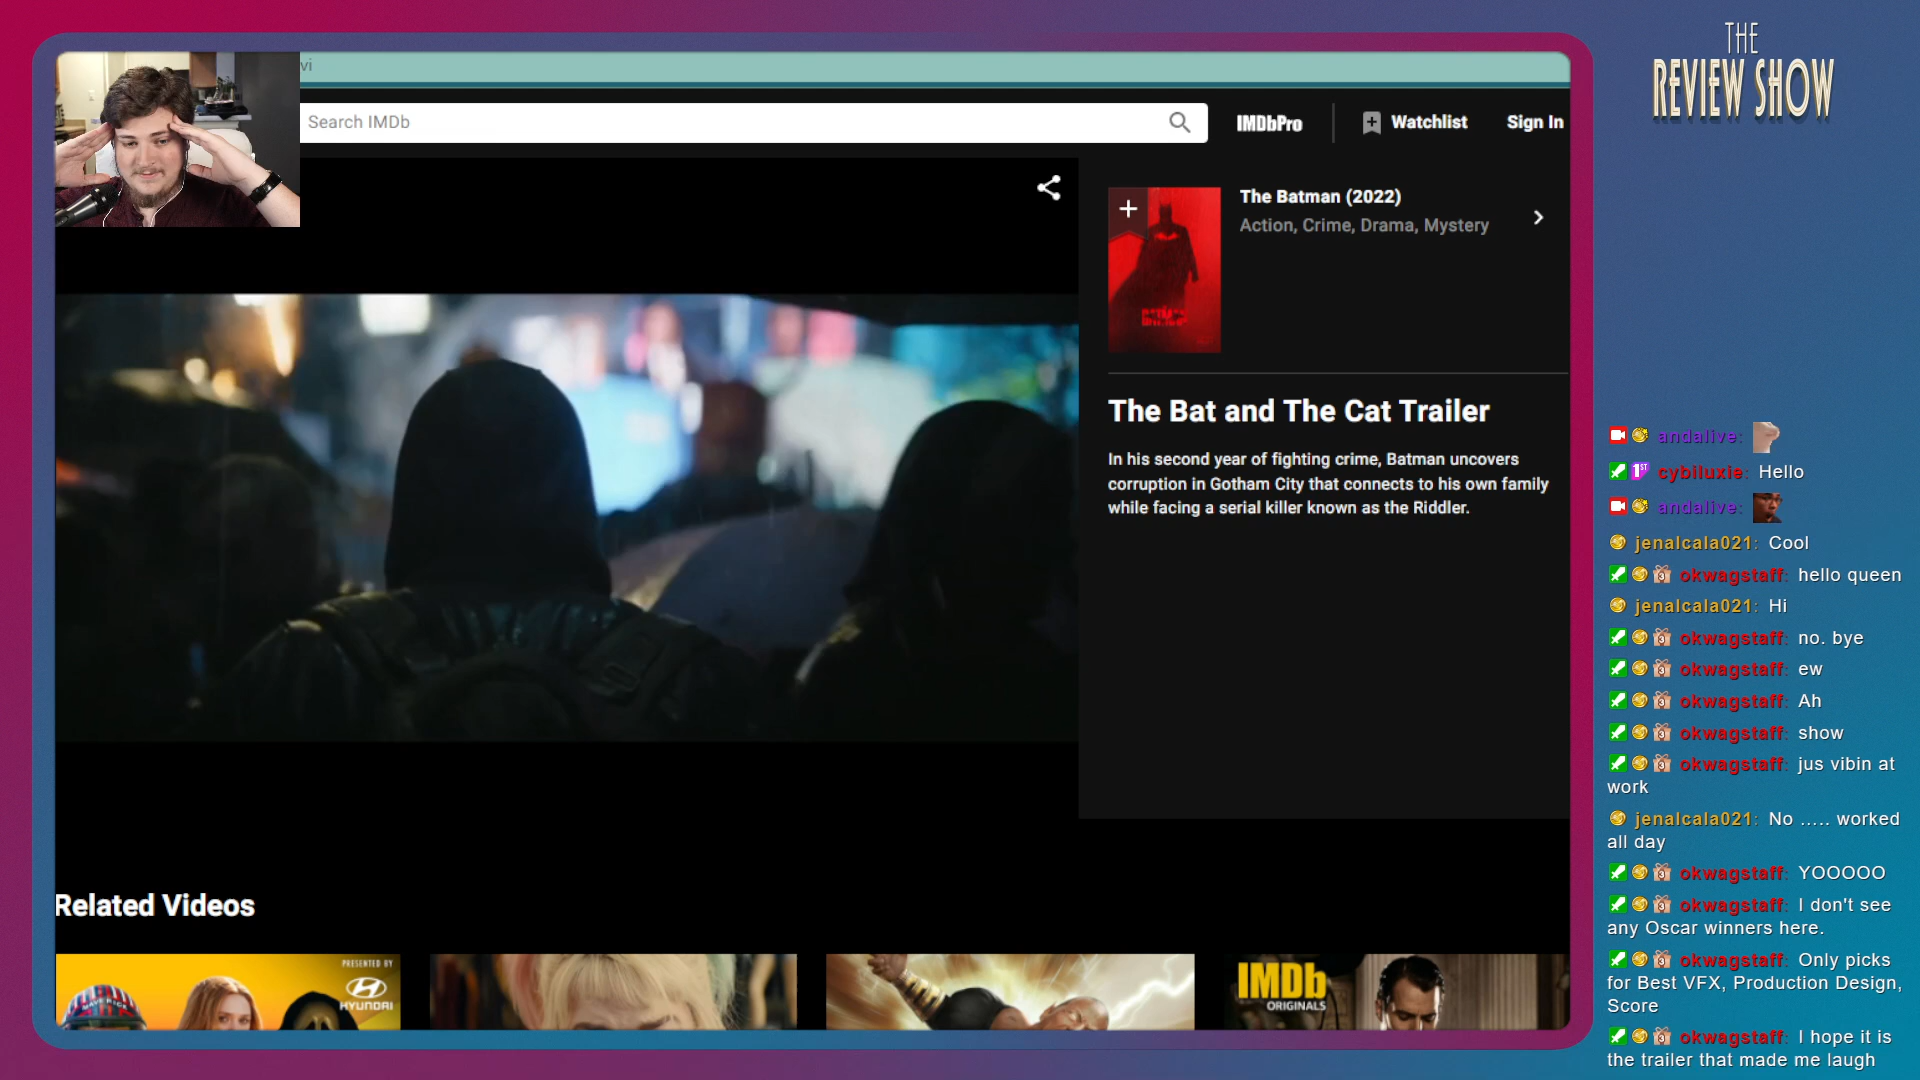 THE
REVIEW SHOW
vi
Search IMDb
IMDbPro
Watchlist
Sign In
The Batman (2022)
Action, Crime, Drama, Mystery
The Bat and The Cat Trailer
In his second year of fighting crime, Batman uncovers
corruption in Gotham City that connects to his own family
while facing a serial killer known as the Riddler.
Related Videos
PRESENTED BY
HYUNDAI
IMDb
ORIGINALS
andalive:
cybiluxie: Hello
andalive:
jenalcala021: Cool
okwagstaff: hello queen
jenalcala021: Hi
okwagstaff: no. bye
okwagstaff: ew
okwagstaff: Ah
okwagstaff: show
okwagstaff: jus vibin at
work
jenalcala021: No ..... worked
all day
okwagstaff: YOOOOO
okwagstaff: I don't see
any Oscar winners here.
okwagstaff: Only picks
for Best VFX, Production Design,
Score
okwagstaff: I hope it is
the trailer that made me laugh